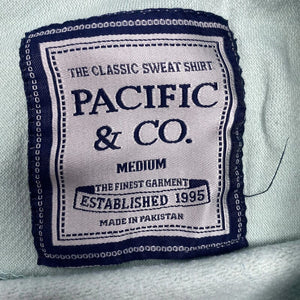 THE CLASSIC SWEAT SHIRT
PACIFIC
& CO.
MEDIUM
THE FINEST GARMENT
ESTABLISHED 1995
MADE IN PAKISTAN